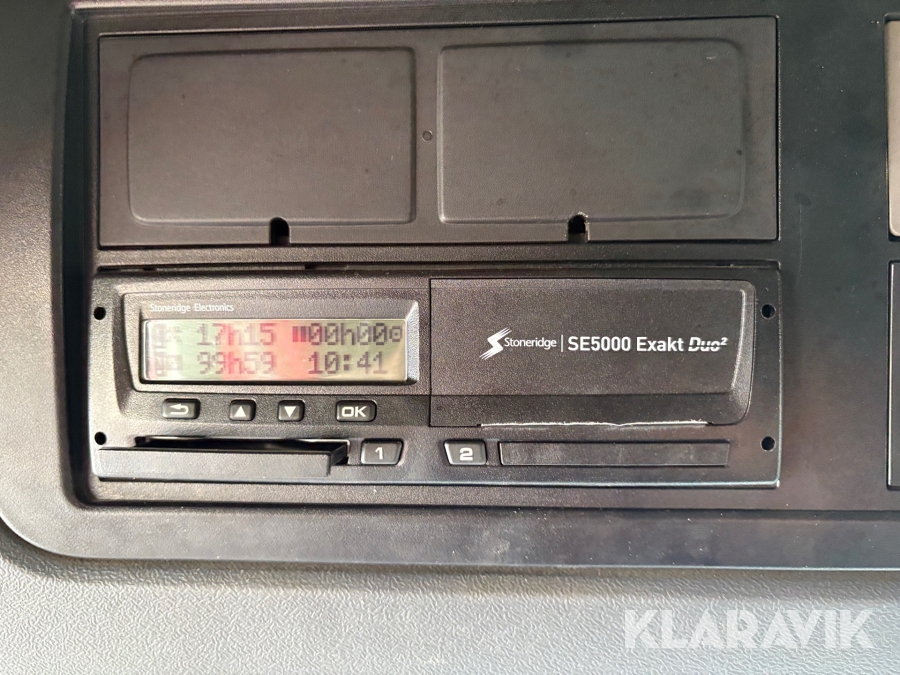 Stoneridge Electronics
17h15 00h00
99h59 10:41
Stoneridge | SE5000 Exakt Duo²
OK
1
2
KLARAVIK